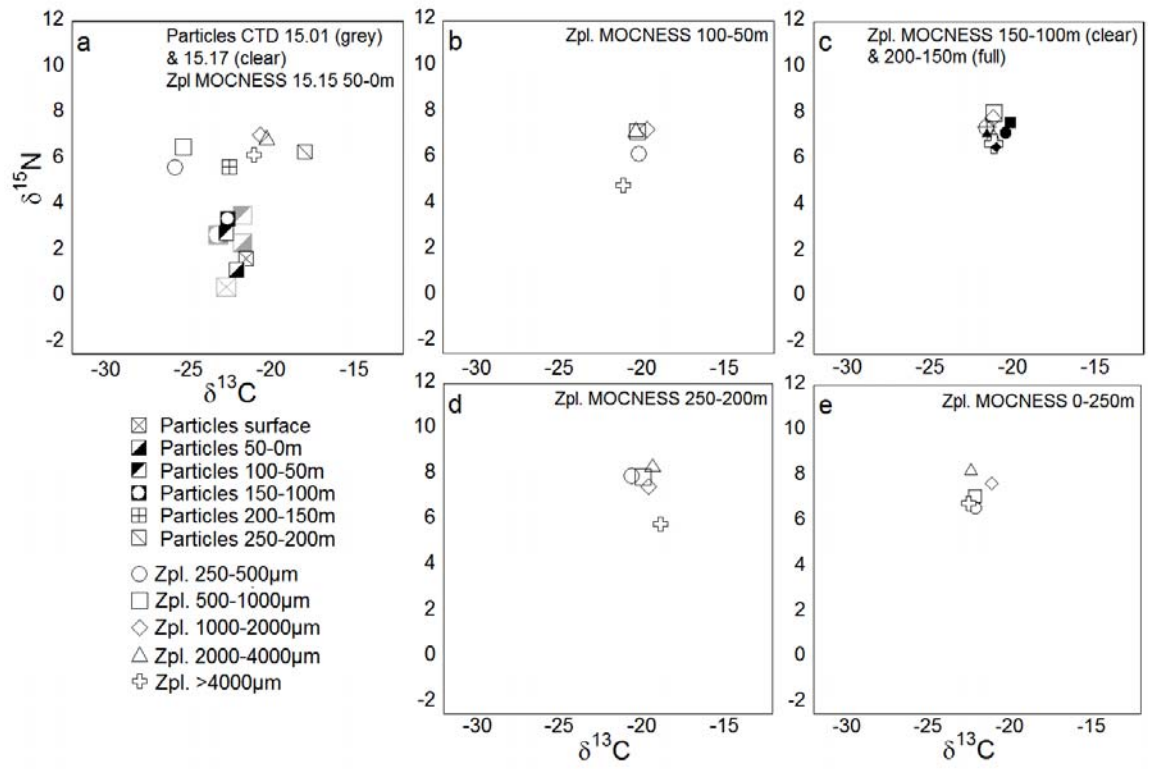 a
Particles CTD 15.01 (grey)
& 15.17 (clear)
Zpl MOCNESS 15.15 50-0m
12
10
8
6
4
2
0
-2
δ15N
-30 -25 -20 -15
δ13C
b
Zpl. MOCNESS 100-50m
12
10
8
6
4
2
0
-2
-30 -25 -20 -15
c
Zpl. MOCNESS 150-100m (clear)
& 200-150m (full)
12
10
8
6
4
2
0
-2
-30 -25 -20 -15
Particles surface
Particles 50-0m
Particles 100-50m
Particles 150-100m
Particles 200-150m
Particles 250-200m
Zpl. 250-500µm
Zpl. 500-1000µm
Zpl. 1000-2000µm
Zpl. 2000-4000µm
Zpl. >4000µm
d
Zpl. MOCNESS 250-200m
12
10
8
6
4
2
0
-2
-30 -25 -20 -15
δ13C
e
Zpl. MOCNESS 0-250m
12
10
8
6
4
2
0
-2
-30 -25 -20 -15
δ13C